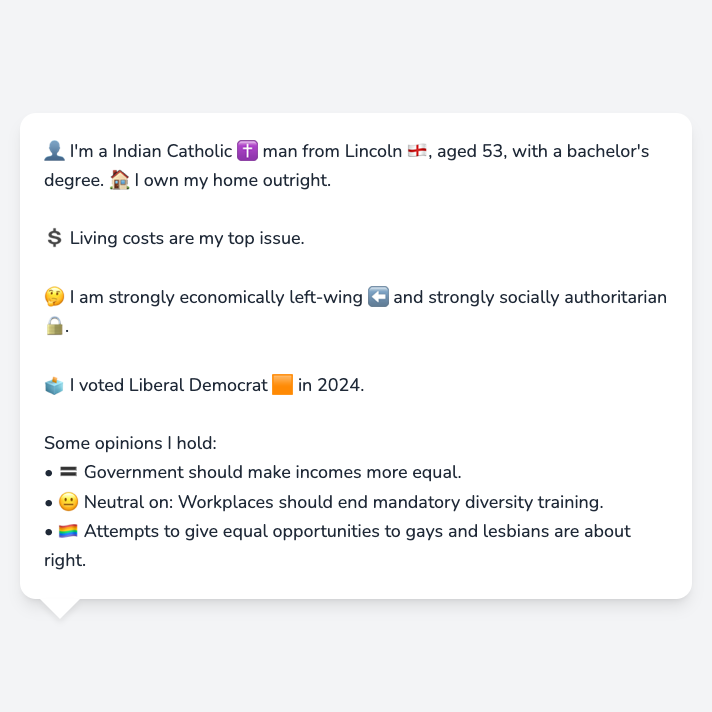 👤 I'm a Indian Catholic ✝️ man from Lincoln 🏴󠁧󠁢󠁥󠁮󠁧󠁿, aged 53, with a bachelor's
degree. 🏠 I own my home outright.
💲 Living costs are my top issue.
🤔 I am strongly economically left-wing ⬅️ and strongly socially authoritarian
🔒.
🗳️ I voted Liberal Democrat 🟧 in 2024.
Some opinions I hold:
• 🟰 Government should make incomes more equal.
• 😐 Neutral on: Workplaces should end mandatory diversity training.
• 🏳️‍🌈 Attempts to give equal opportunities to gays and lesbians are about
right.